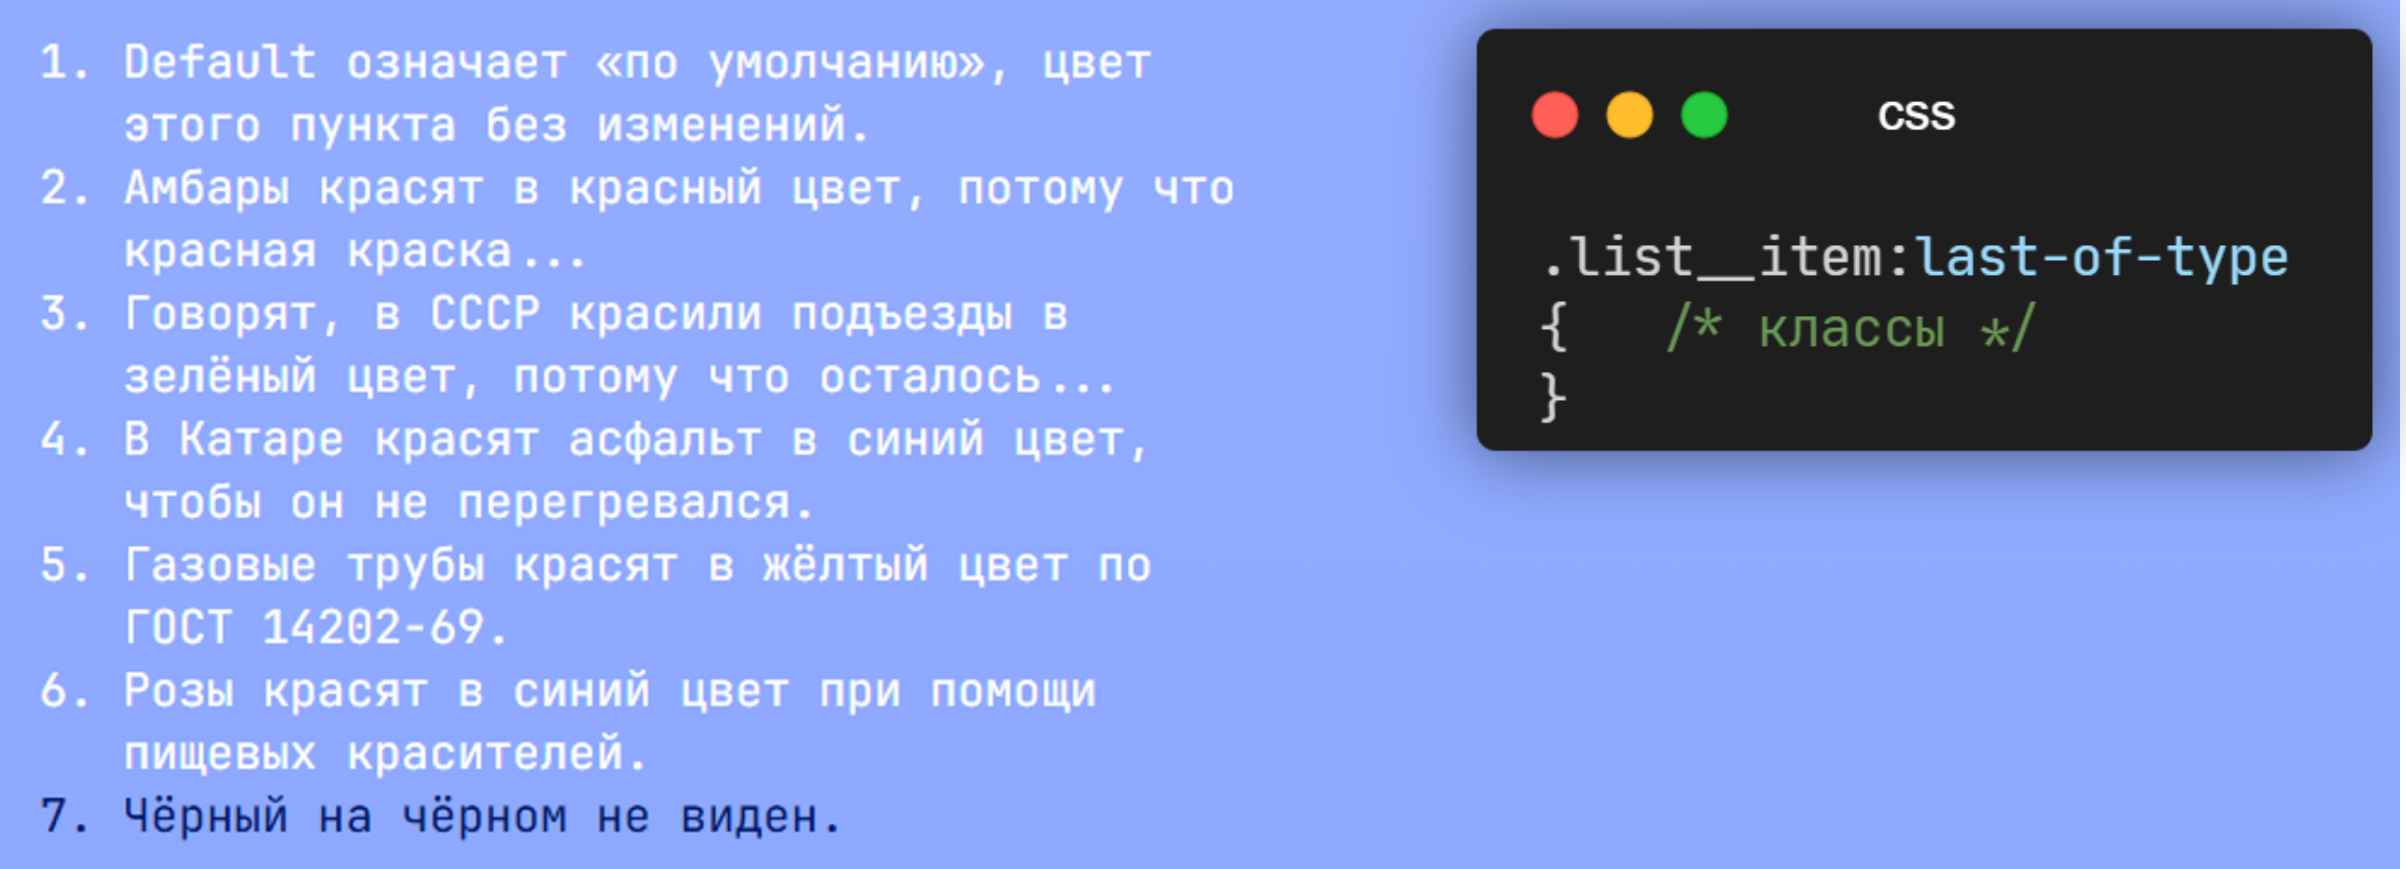 1. Default означает «по умолчанию», цвет
этого пункта без изменений.
2. Амбары красят в красный цвет, потому что
красная краска...
3. Говорят, в СССР красили подъезды в
зелёный цвет, потому что осталось...
4. В Катаре красят асфальт в синий цвет,
чтобы он не перегревался.
5. Газовые трубы красят в жёлтый цвет по
ГОСТ 14202-69.
6. Розы красят в синий цвет при помощи
пищевых красителей.
7. Чёрный на чёрном не виден.
CSS
.list__item:last-of-type
{   /* классы */
}